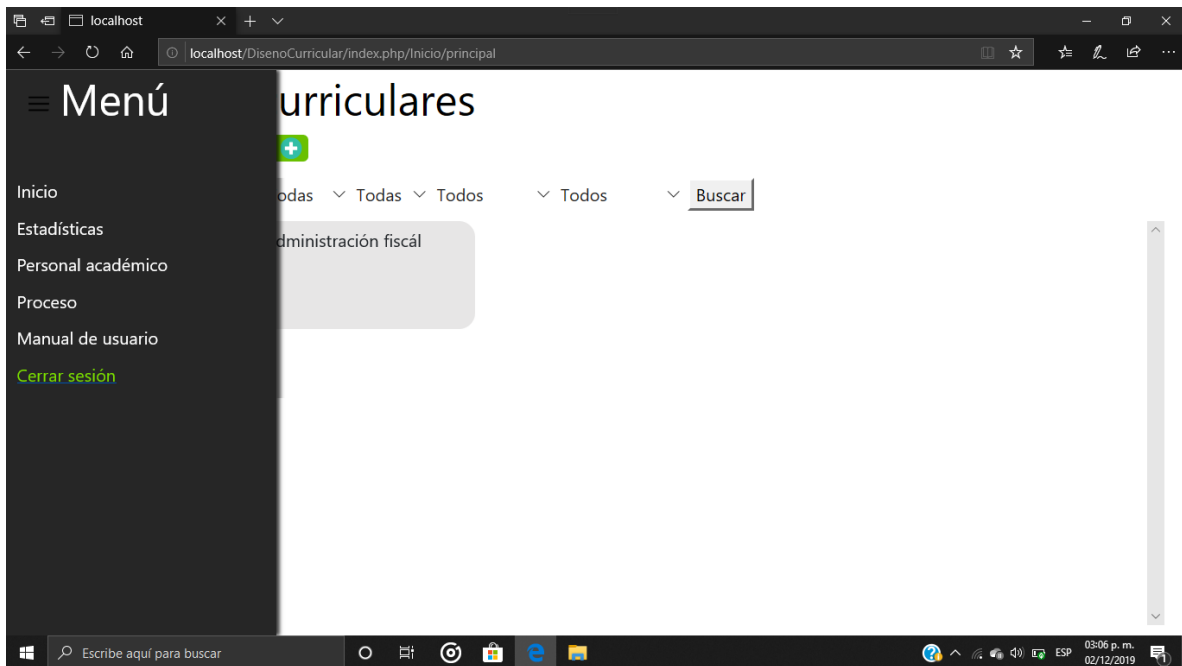 localhost
localhost/DisenoCurricular/index.php/Inicio/principal
Menú
urriculares
Inicio
odas Todas Todos Todos Buscar
Estadísticas
dministración fiscál
Personal académico
Proceso
Manual de usuario
Cerrar sesión
Escribe aquí para buscar
ESP
03:06 p. m.
02/12/2019
1